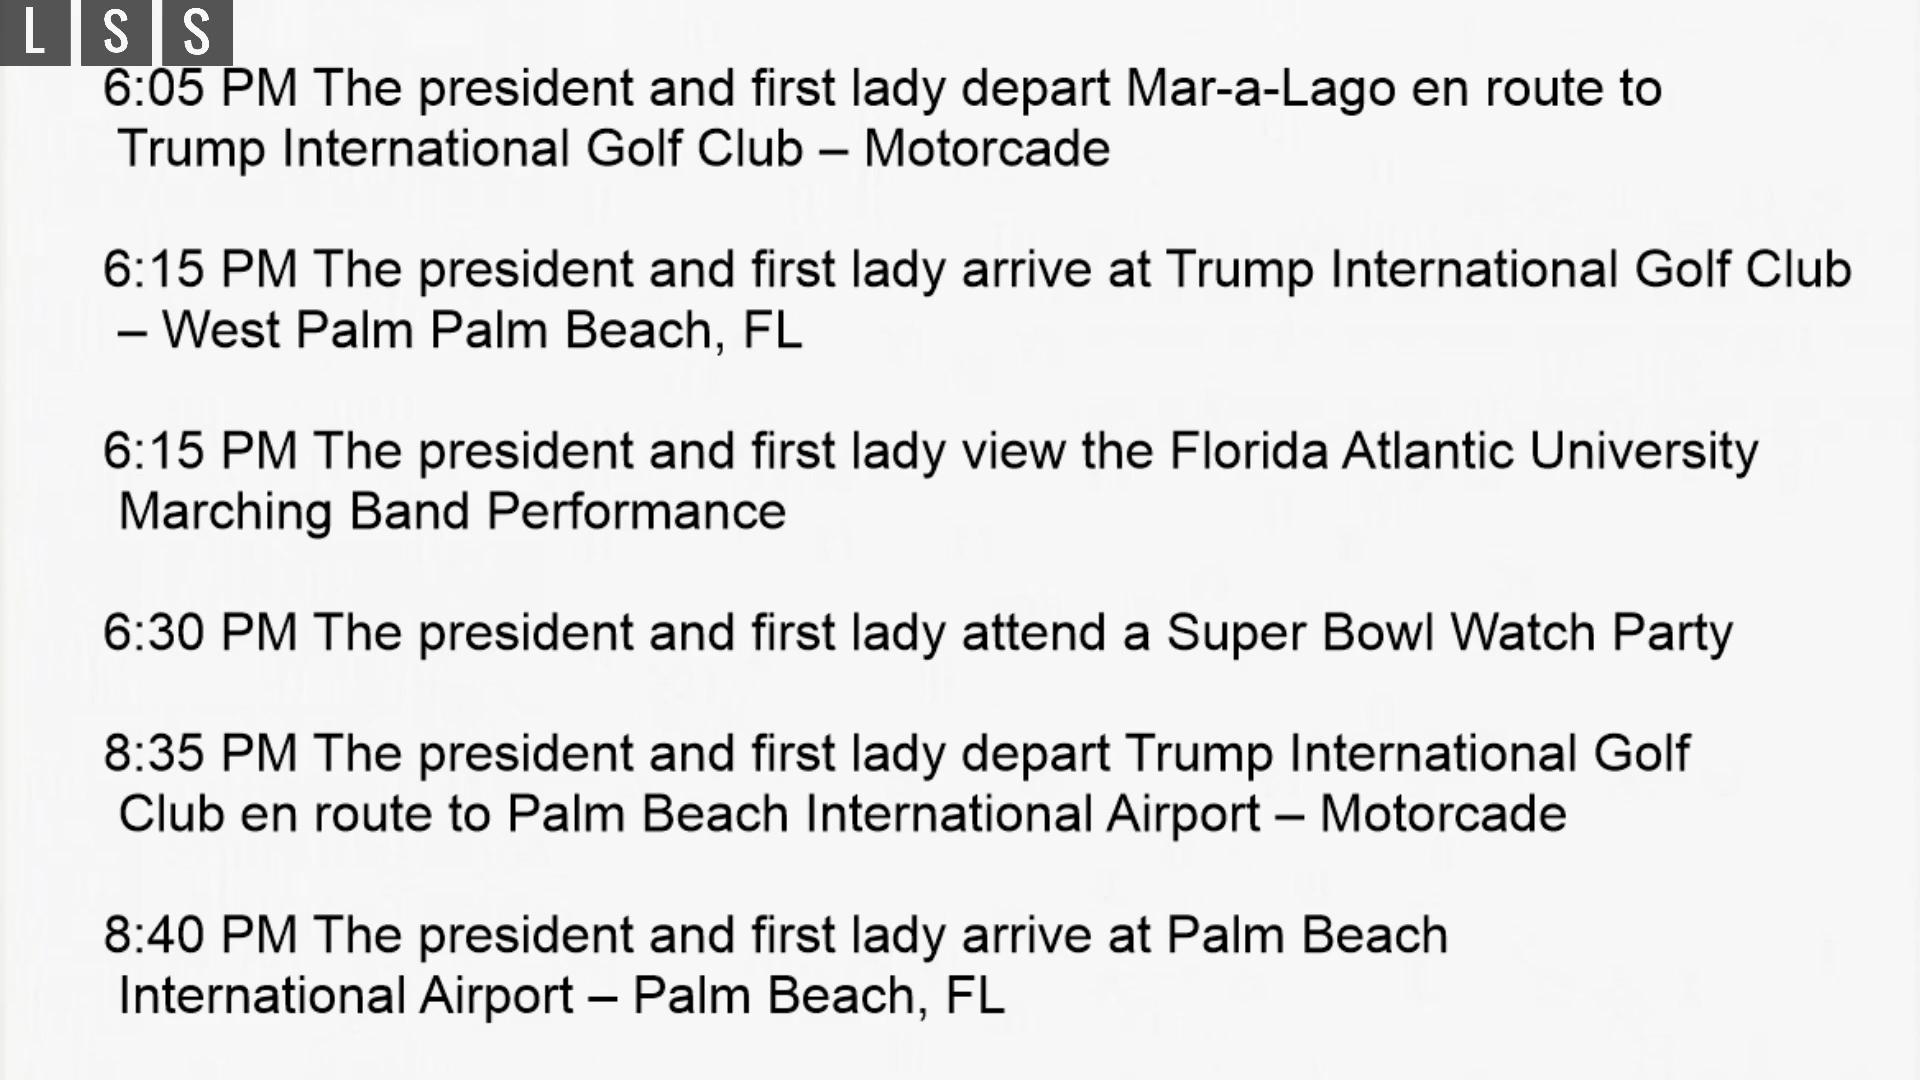 L S S
6:05 PM The president and first lady depart Mar-a-Lago en route to
Trump International Golf Club – Motorcade
6:15 PM The president and first lady arrive at Trump International Golf Club
– West Palm Palm Beach, FL
6:15 PM The president and first lady view the Florida Atlantic University
Marching Band Performance
6:30 PM The president and first lady attend a Super Bowl Watch Party
8:35 PM The president and first lady depart Trump International Golf
Club en route to Palm Beach International Airport – Motorcade
8:40 PM The president and first lady arrive at Palm Beach
International Airport – Palm Beach, FL